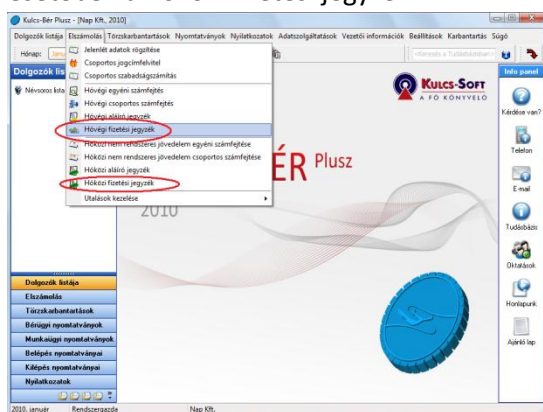 Kulcs-Bér Plusz - [Nap Kft., 2010]
Dolgozók listája Elszámolás Törzskarbantartások Nyomtatványok Nyilatkozatok Adatszolgáltatások Vezetői információk Beállítások Karbantartás Súgó
Hónap:
<Keresés a Tudásbázisban>
Jelenlét adatok rögzítése
Csoportos jogcímfelvitel
Csoportos szabadságszámítás
Hóvégi egyéni számfejtés
Hóvégi csoportos számfejtés
Hóvégi aláíró jegyzék
Hóvégi fizetési jegyzék
Hóközi nem rendszeres jövedelem egyéni számfejtése
Hóközi nem rendszeres jövedelem csoportos számfejtése
Hóközi aláíró jegyzék
Hóközi fizetési jegyzék
Utalások kezelése
Dolgozók lis
Névsoros lista
KULCS-SOFT
A FŐ KÖNYVELŐ
ÉR Plusz
2010
Info panel
Kérdése van?
Telefon
E-mail
Tudásbázis
Oktatások
Honlapunk
Ajánló lap
Dolgozók listája
Elszámolás
Törzskarbantartások
Bérügyi nyomtatványok
Munkaügyi nyomtatványok
Belépés nyomtatványai
Kilépés nyomtatványai
Nyilatkozatok
2010. január Rendszergazda Nap Kft.